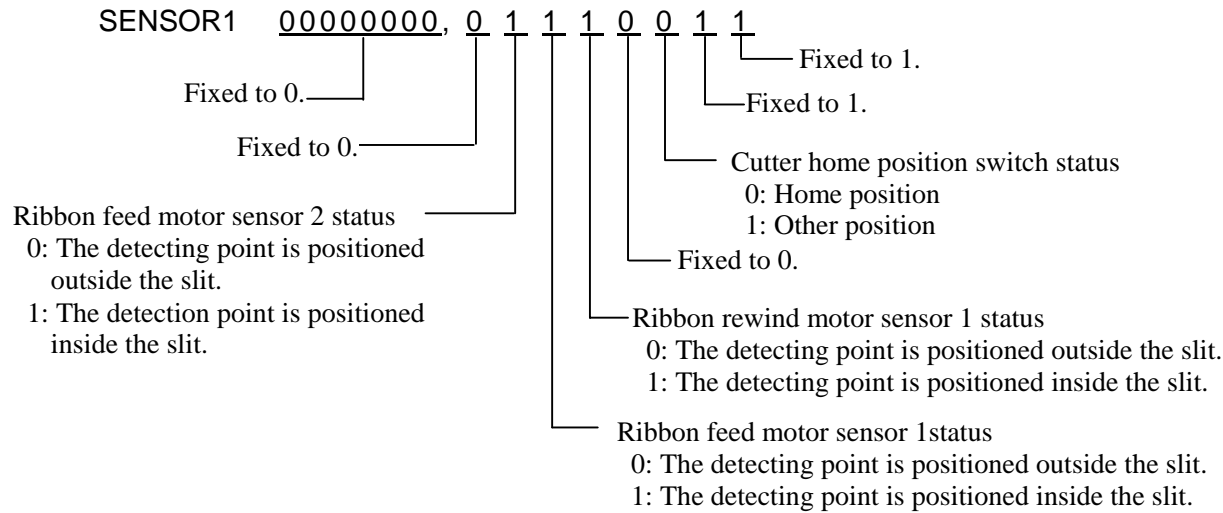 SENSOR1 00000000, 0 1 1 1 0 0 1 1
Fixed to 1.
Fixed to 0.
Fixed to 1.
Fixed to 0.
Cutter home position switch status
0: Home position
1: Other position
Ribbon feed motor sensor 2 status
0: The detecting point is positioned
outside the slit.
1: The detection point is positioned
inside the slit.
Fixed to 0.
Ribbon rewind motor sensor 1 status
0: The detecting point is positioned outside the slit.
1: The detecting point is positioned inside the slit.
Ribbon feed motor sensor 1status
0: The detecting point is positioned outside the slit.
1: The detecting point is positioned inside the slit.